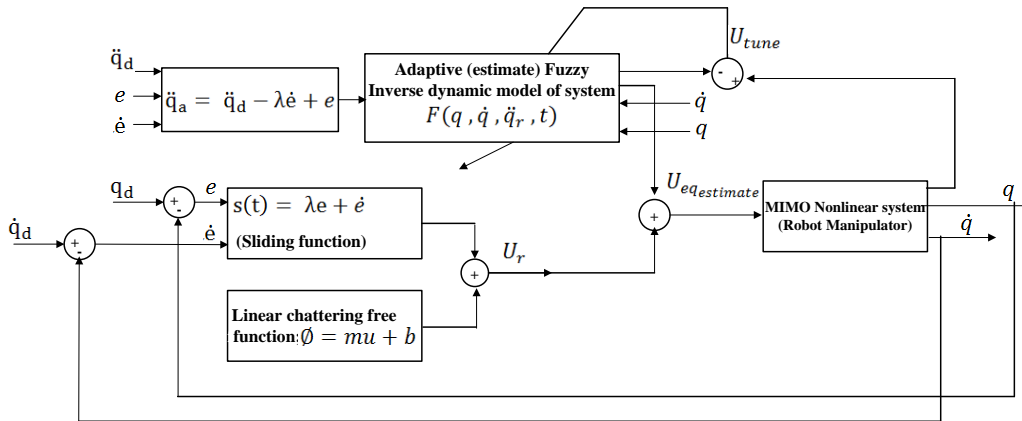 q̈d
e
ė
q̈a = q̈d − λė + e
Adaptive (estimate) Fuzzy
Inverse dynamic model of system
F(q , q̇ , q̈r , t)
Utune
-
+
q̇
q
qd
+
-
e
q̇d
+
-
ė
s(t) = λe + ė
(Sliding function)
+
Ur
Linear chattering free
function: Ø = mu + b
+
Ueqestimate
MIMO Nonlinear system
(Robot Manipulator)
q
q̇